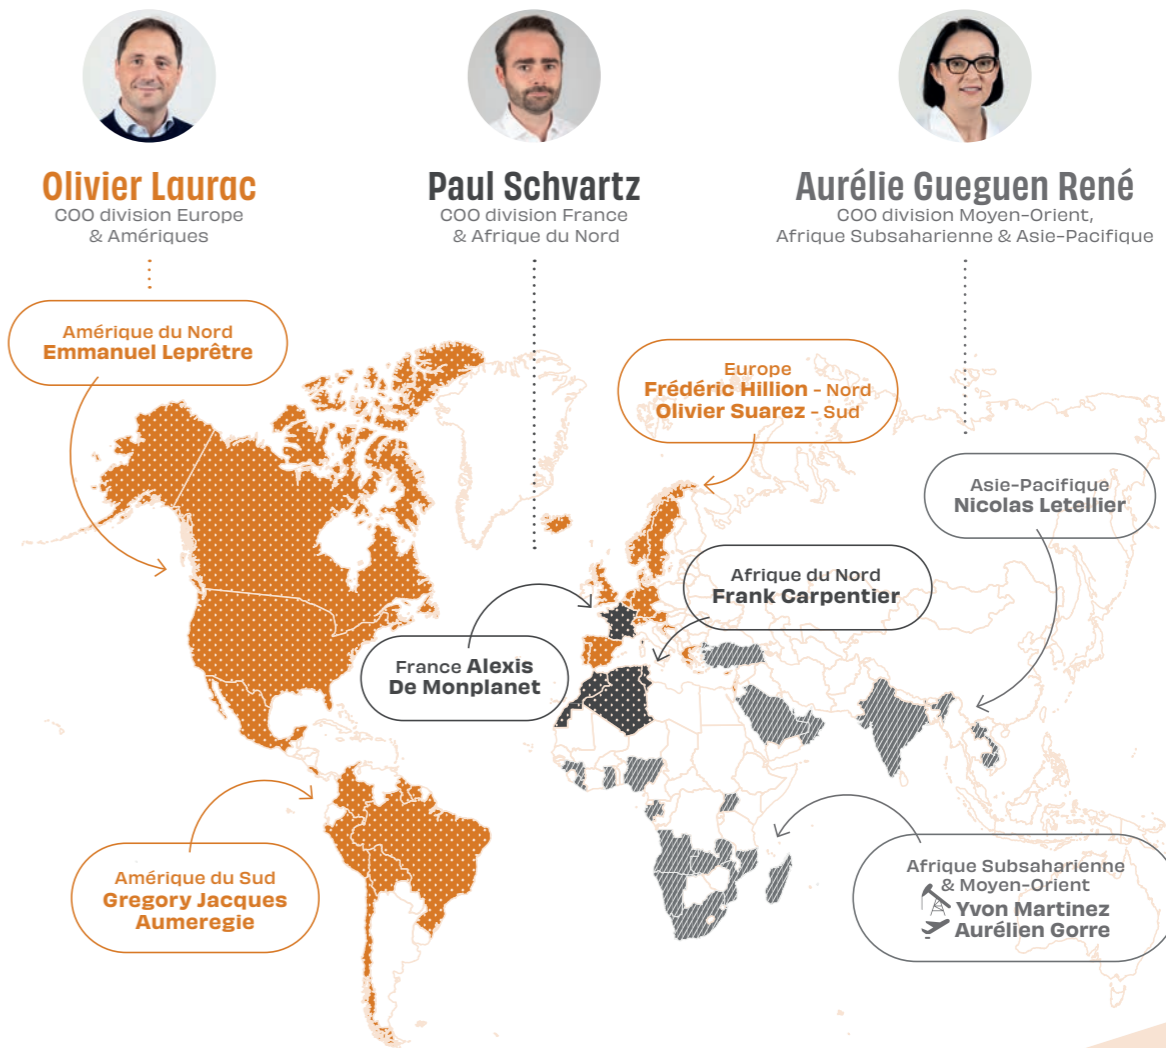 Olivier Laurac
COO division Europe
& Amériques
Paul Schvartz
COO division France
& Afrique du Nord
Aurélie Gueguen René
COO division Moyen-Orient,
Afrique Subsaharienne & Asie-Pacifique
Amérique du Nord
Emmanuel Leprêtre
Europe
Frédéric Hillion - Nord
Olivier Suarez - Sud
Asie-Pacifique
Nicolas Letellier
Afrique du Nord
Frank Carpentier
France Alexis
De Monplanet
Amérique du Sud
Gregory Jacques
Aumeregie
Afrique Subsaharienne
& Moyen-Orient
Yvon Martinez
Aurélien Gorre